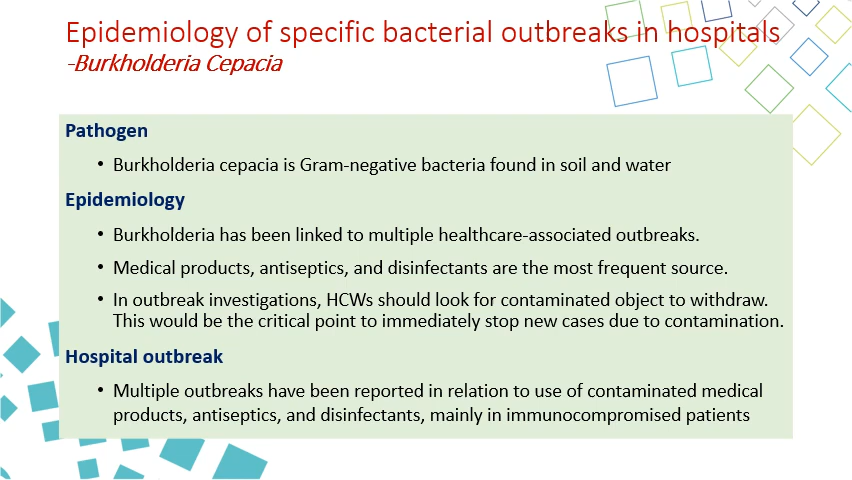 Epidemiology of specific bacterial outbreaks in hospitals
-Burkholderia Cepacia
Pathogen
• Burkholderia cepacia is Gram-negative bacteria found in soil and water
Epidemiology
• Burkholderia has been linked to multiple healthcare-associated outbreaks.
• Medical products, antiseptics, and disinfectants are the most frequent source.
• In outbreak investigations, HCWs should look for contaminated object to withdraw.
This would be the critical point to immediately stop new cases due to contamination.
Hospital outbreak
• Multiple outbreaks have been reported in relation to use of contaminated medical
products, antiseptics, and disinfectants, mainly in immunocompromised patients